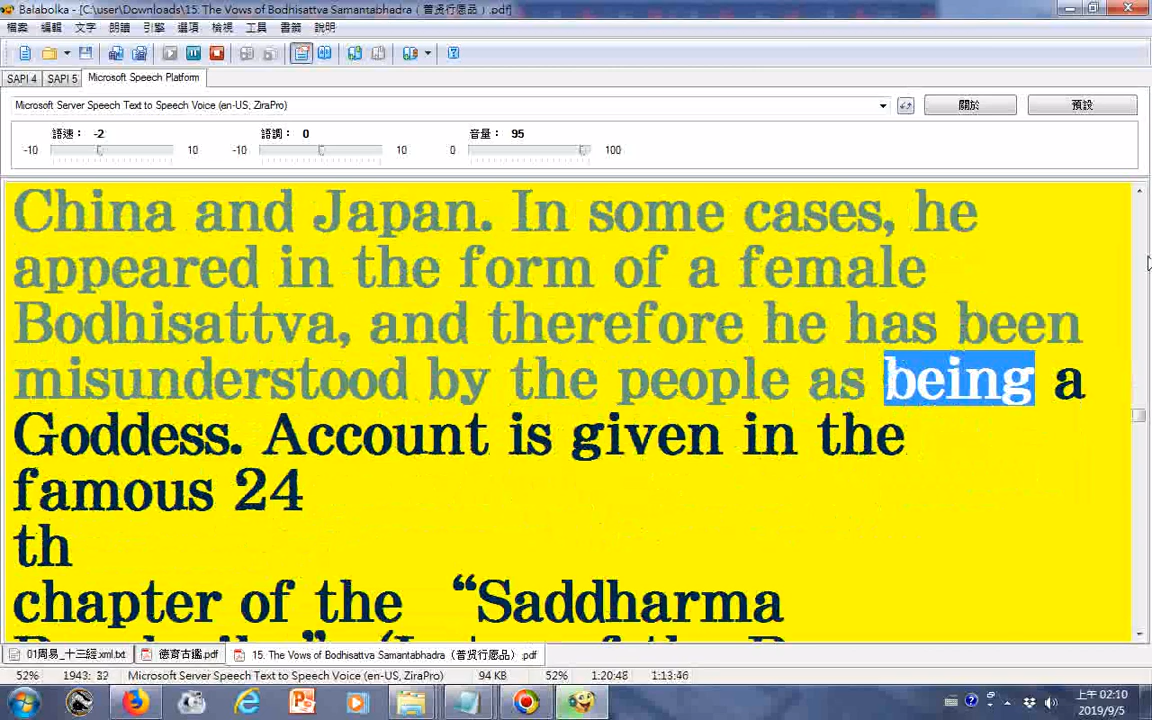 Balabolka - [C:\user\Downloads\15. The Vows of Bodhisattva Samantabhadra（普贤行愿品）.pdf]
檔案 編輯 文字 朗讀 引擎 選項 檢視 工具 書籤 說明
SAPI 4 SAPI 5 Microsoft Speech Platform
Microsoft Server Speech Text to Speech Voice (en-US, ZiraPro) 關於 預設
語速： -2 語調： 0 音量： 95
-10 10 -10 10 0 100
China and Japan. In some cases, he
appeared in the form of a female
Bodhisattva, and therefore he has been
misunderstood by the people as being a
Goddess. Account is given in the
famous 24
th
chapter of the “Saddharma
01周易_十三經.xml.txt 德育古鑑.pdf 15. The Vows of Bodhisattva Samantabhadra（普贤行愿品）.pdf
52% 1943: 32 Microsoft Server Speech Text to Speech Voice (en-US, ZiraPro) 94 KB 52% 1:20:48 1:13:46
上午 02:10
2019/9/5